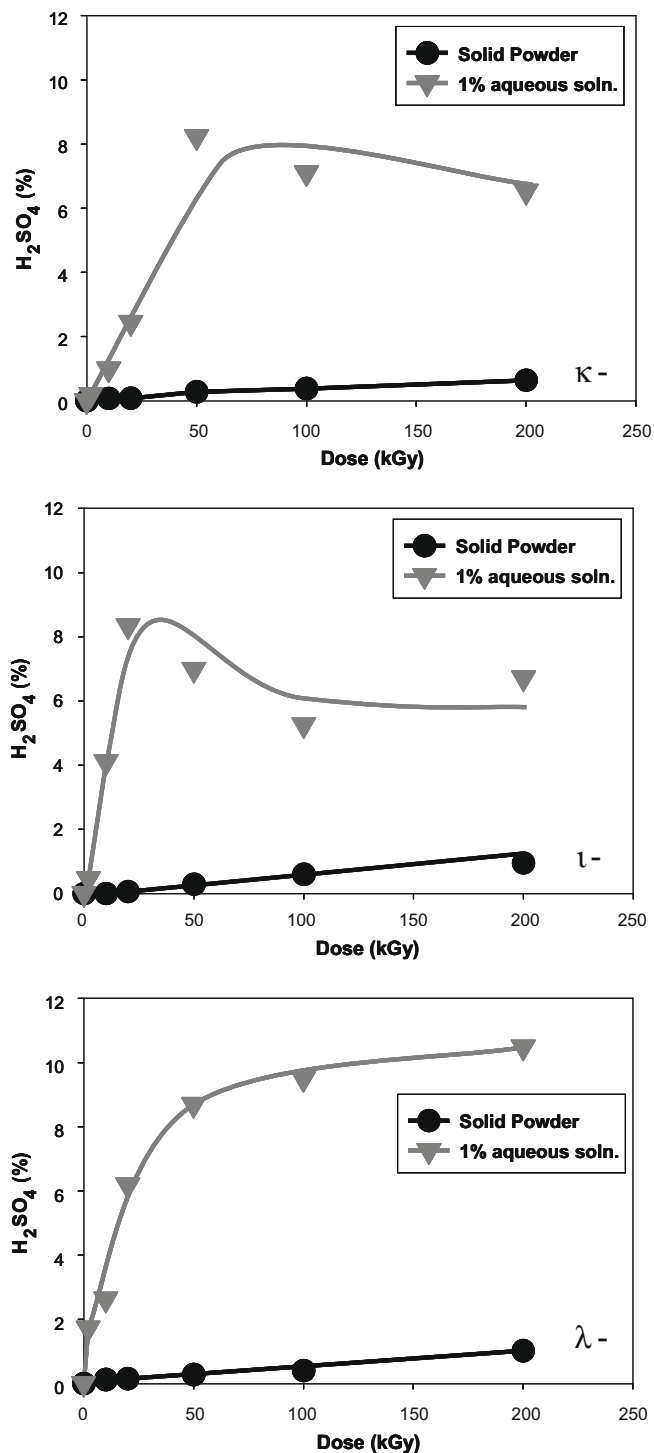 12
10
8
6
4
2
0
H₂SO₄ (%)
Solid Powder
1% aqueous soln.
κ-
0 50 100 150 200 250
Dose (kGy)
12
10
8
6
4
2
0
H₂SO₄ (%)
Solid Powder
1% aqueous soln.
ι-
0 50 100 150 200 250
Dose (kGy)
12
10
8
6
4
2
0
H₂SO₄ (%)
Solid Powder
1% aqueous soln.
λ-
0 50 100 150 200 250
Dose (kGy)